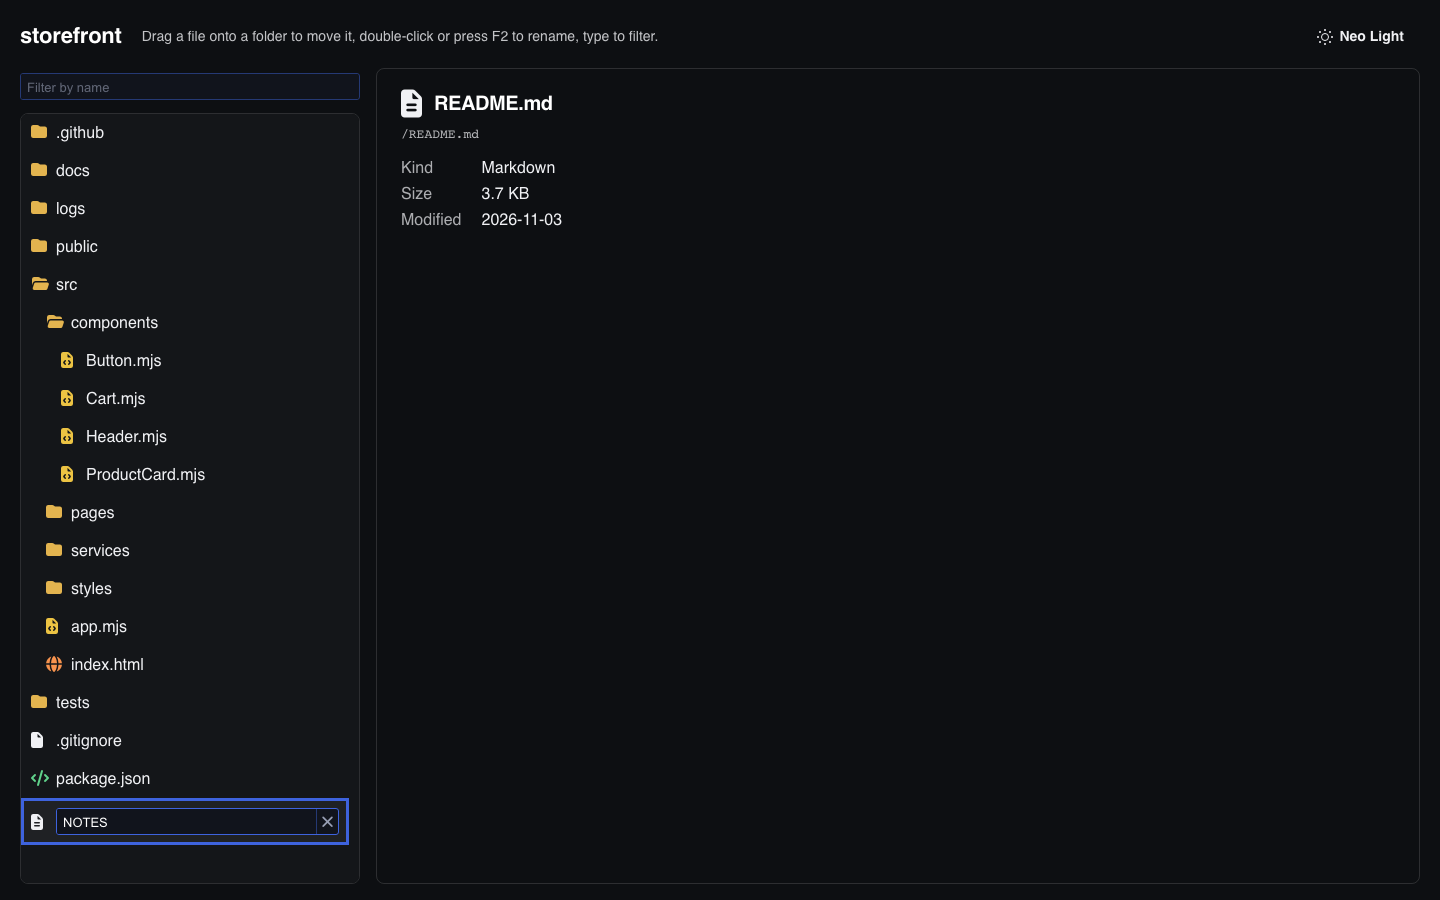 storefront
Drag a file onto a folder to move it, double-click or press F2 to rename, type to filter.
Neo Light
Filter by name
.github
docs
logs
public
src
components
Button.mjs
Cart.mjs
Header.mjs
ProductCard.mjs
pages
services
styles
app.mjs
index.html
tests
.gitignore
package.json
NOTES
README.md
/README.md
Kind Markdown
Size 3.7 KB
Modified 2026-11-03